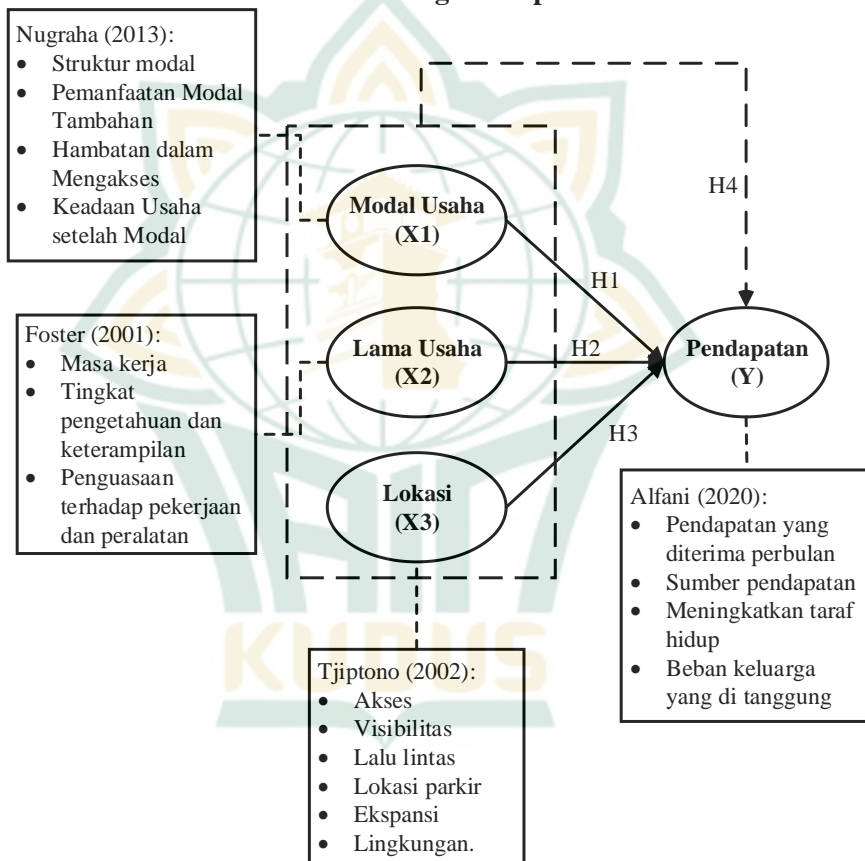 Nugraha (2013):
• Struktur modal
• Pemanfaatan Modal
Tambahan
• Hambatan dalam
Mengakses
• Keadaan Usaha
setelah Modal
H4
Modal Usaha
(X1)
H1
Foster (2001):
• Masa kerja
• Tingkat
pengetahuan dan
keterampilan
• Penguasaan
terhadap pekerjaan
dan peralatan
Lama Usaha
(X2)
H2
Pendapatan
(Y)
H3
Lokasi
(X3)
Alfani (2020):
• Pendapatan yang
diterima perbulan
• Sumber pendapatan
• Meningkatkan taraf
hidup
• Beban keluarga
yang di tanggung
KUDUS
Tjiptono (2002):
• Akses
• Visibilitas
• Lalu lintas
• Lokasi parkir
• Ekspansi
• Lingkungan.